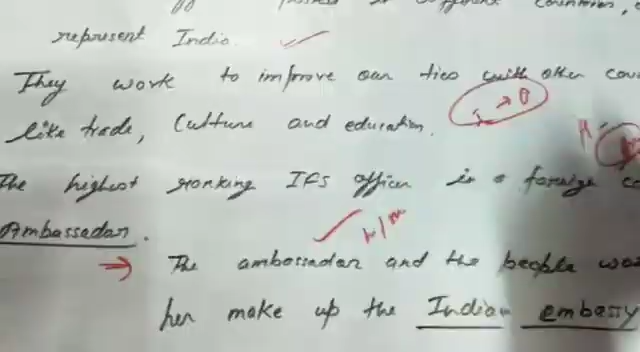 represent India.
They work to improve our ties with other
like trade, Culture and education.
The highest ranking IFS officer in a foreign
Ambassador.
→ The ambassador and the people
her make up the Indian embassy